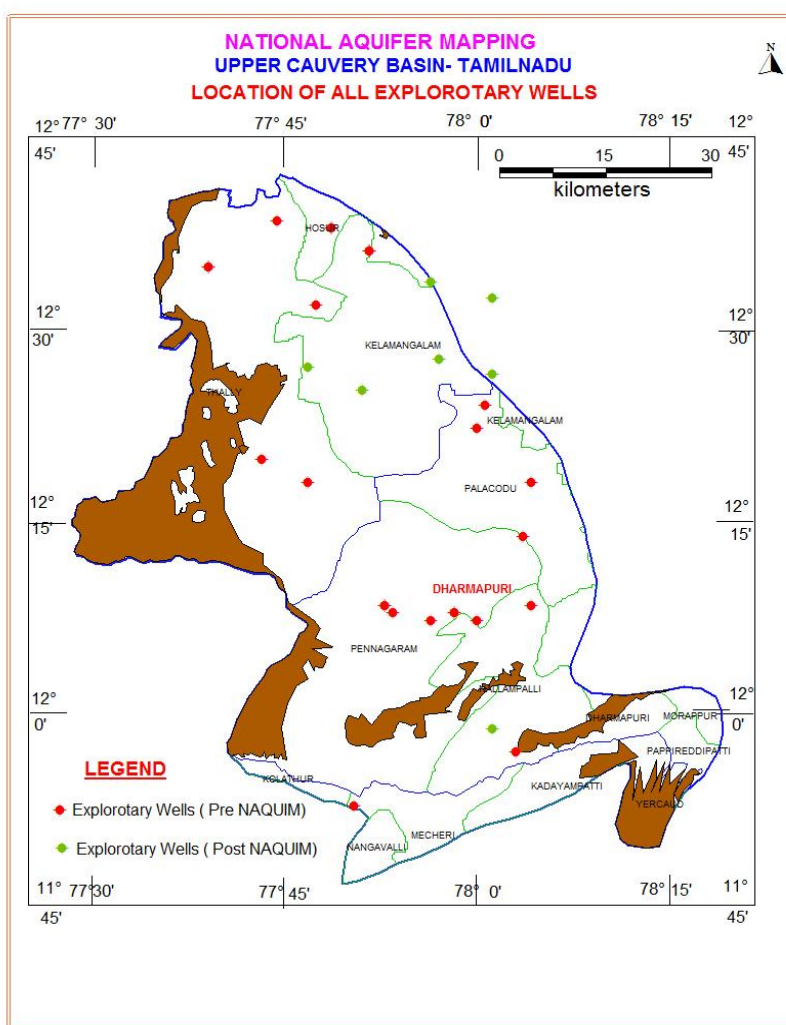 NATIONAL AQUIFER MAPPING
UPPER CAUVERY BASIN- TAMILNADU
LOCATION OF ALL EXPLOROTARY WELLS
N
12° 77° 30' 77° 45' 78° 0' 78° 15' 12°
45' 45'
0 15 30
kilometers
HOSUR
12° 12°
30' 30'
KELAMANGALAM
THALLY
KELAMANGALAM
PALACODU
12° 12°
15' 15'
DHARMAPURI
PENNAGARAM
NALLAMPALLI
12° 12°
0' 0'
DHARMAPURI MORAPPUR
PAPPIREDDIPATTI
LEGEND
KOLATHUR
KADAYAMPATTI
Explorotary Wells ( Pre NAQUIM)
YERCAUD
MECHERI
Explorotary Wells ( Post NAQUIM)
NANGAVALLI
11° 77° 30' 77° 45' 78° 0' 78° 15' 11°
45' 45'